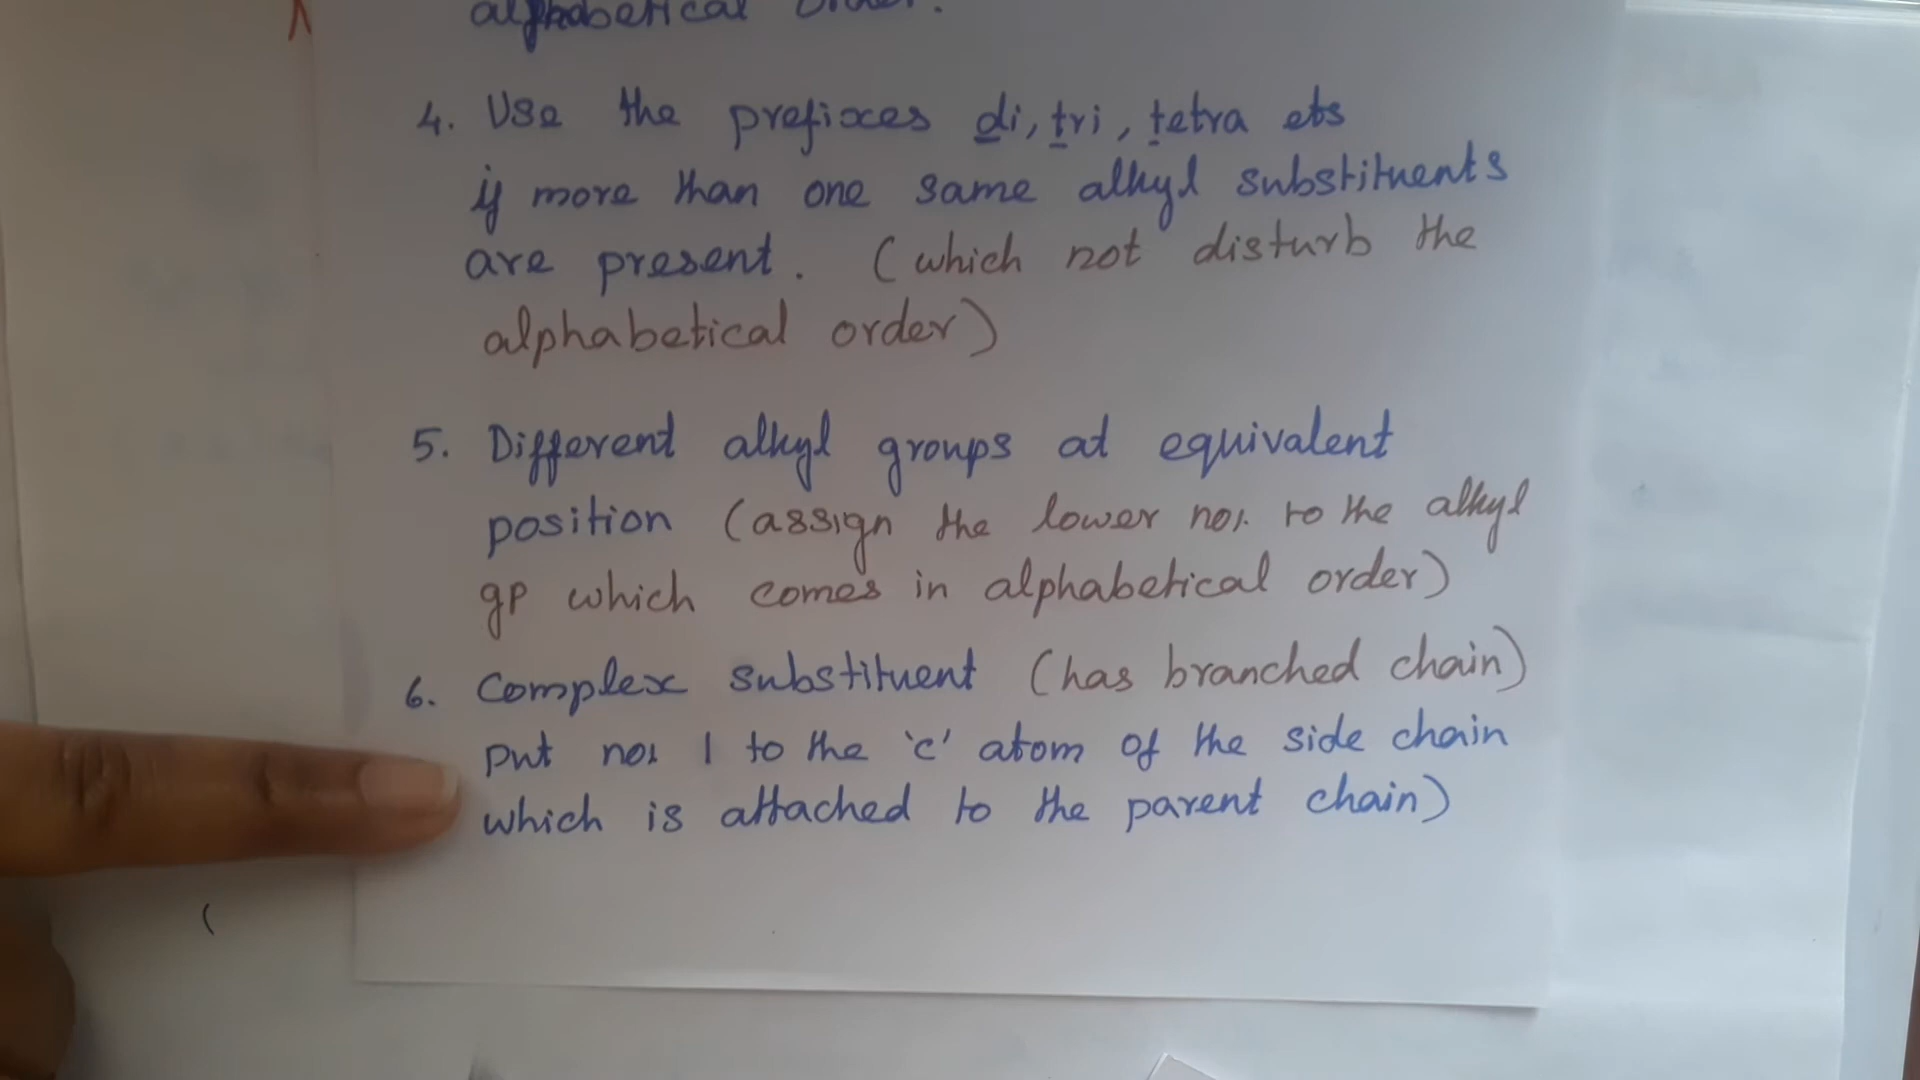 alphabetical order.
4. Use the prefixes di, tri, tetra ets
if more than one same alkyl substituents
are present. (which not disturb the
alphabetical order)
5. Different alkyl groups at equivalent
position (assign the lower no. to the alkyl
gp which comes in alphabetical order)
6. Complex substituent (has branched chain)
put no. 1 to the 'c' atom of the side chain
which is attached to the parent chain)
(